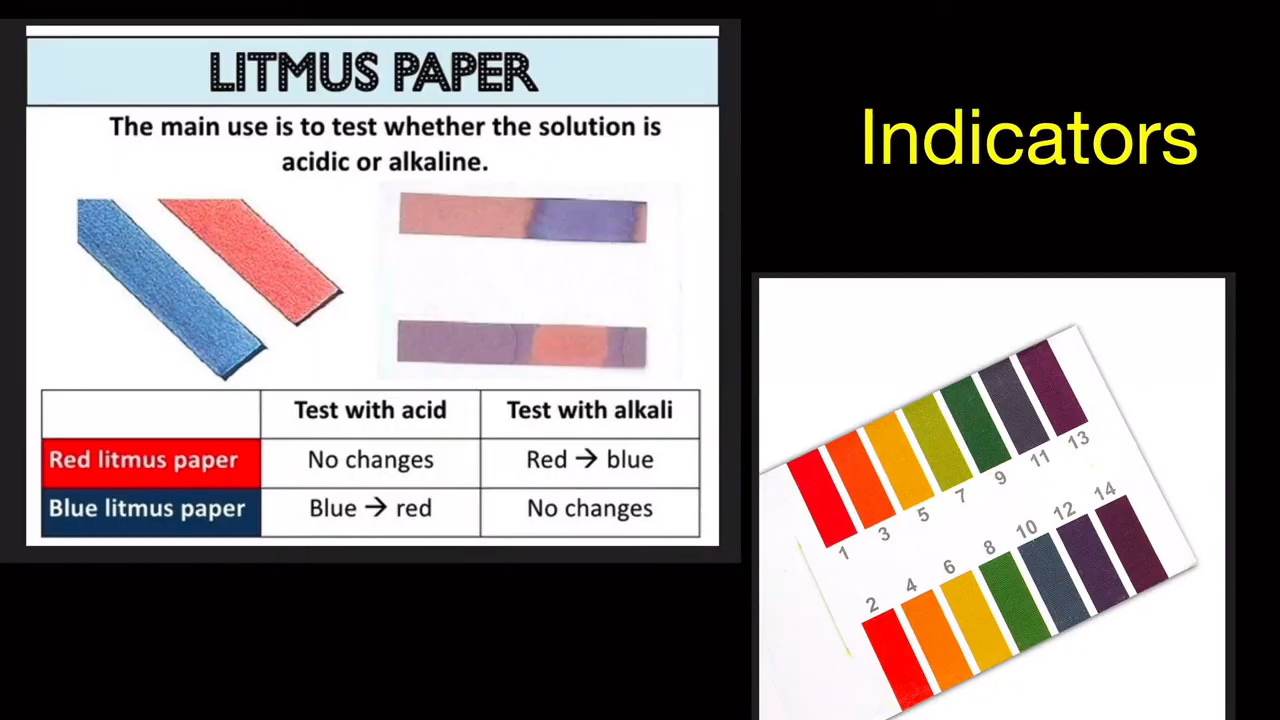 LITMUS PAPER
The main use is to test whether the solution is
acidic or alkaline.
Test with acid Test with alkali
Red litmus paper No changes Red → blue
Blue litmus paper Blue → red No changes
Indicators
1 3 5 7 9 11 13
2 4 6 8 10 12 14